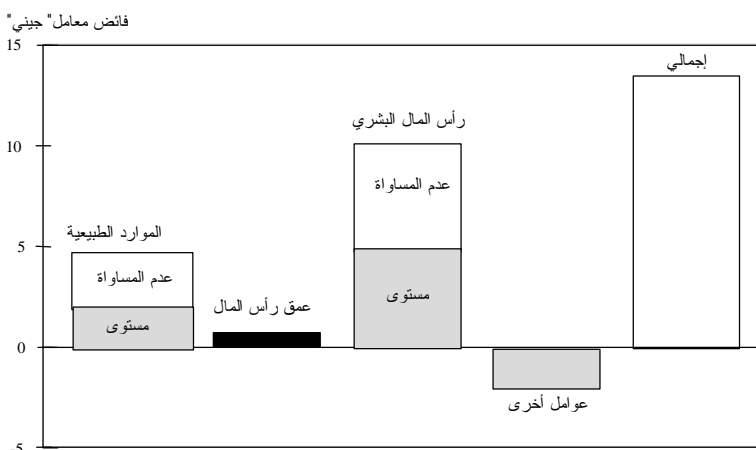 فائض معامل" جيني"
15
إجمالي
رأس المال البشري
10
عدم المساواة
الموارد الطبيعية
5
عدم المساواة
عمق رأس المال
مستوى
مستوى
0
عوامل أخرى
-5